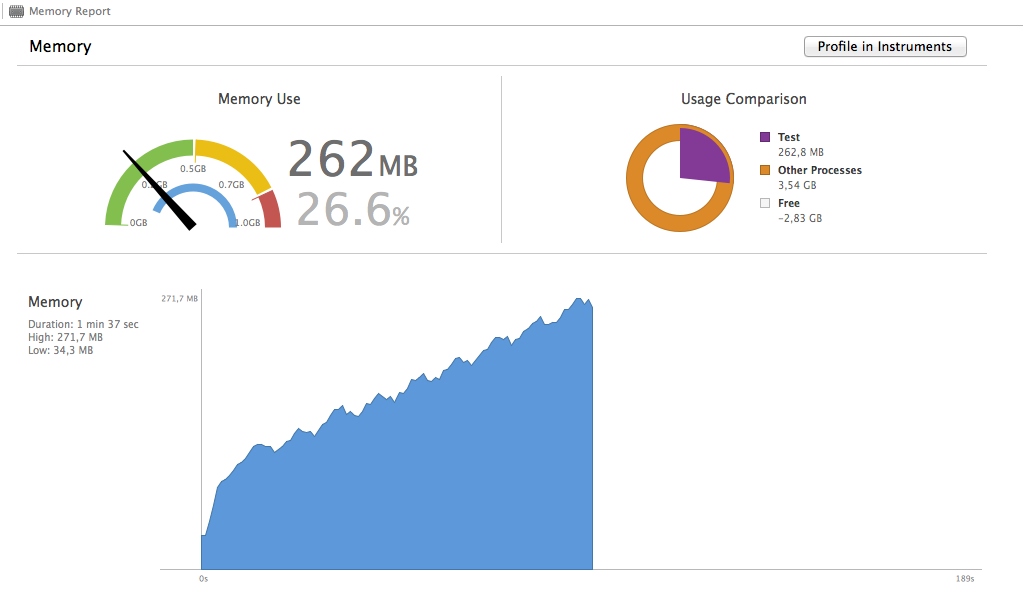 Memory Report
Memory
Profile in Instruments
Memory Use
0GB
0.5GB
0.7GB
1.0GB
262MB
26.6%
Usage Comparison
Test
262,8 MB
Other Processes
3,54 GB
Free
−2,83 GB
Memory
Duration: 1 min 37 sec
High: 271,7 MB
Low: 34,3 MB
271,7 MB
0s
189s